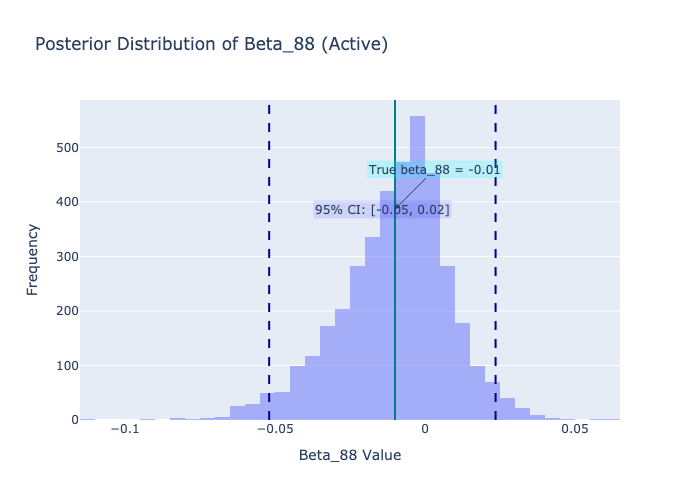 Posterior Distribution of Beta_88 (Active)
500
400
300
200
100
0
Frequency
True beta_88 = -0.01
95% CI: [-0.05, 0.02]
−0.1
−0.05
0
0.05
Beta_88 Value